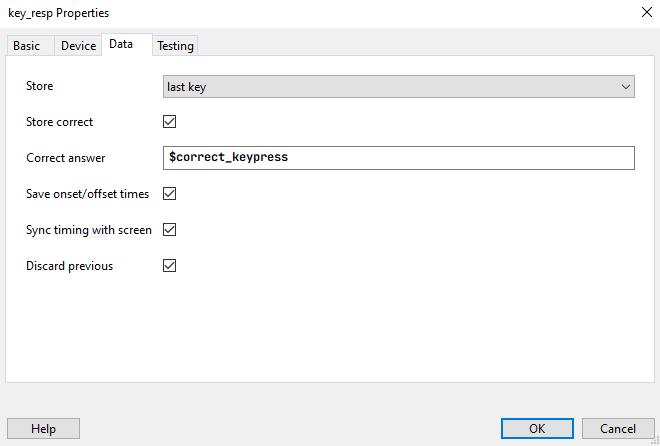 key_resp Properties
Basic
Device
Data
Testing
Store
last key
Store correct
Correct answer
$correct_keypress
Save onset/offset times
Sync timing with screen
Discard previous
Help
OK
Cancel